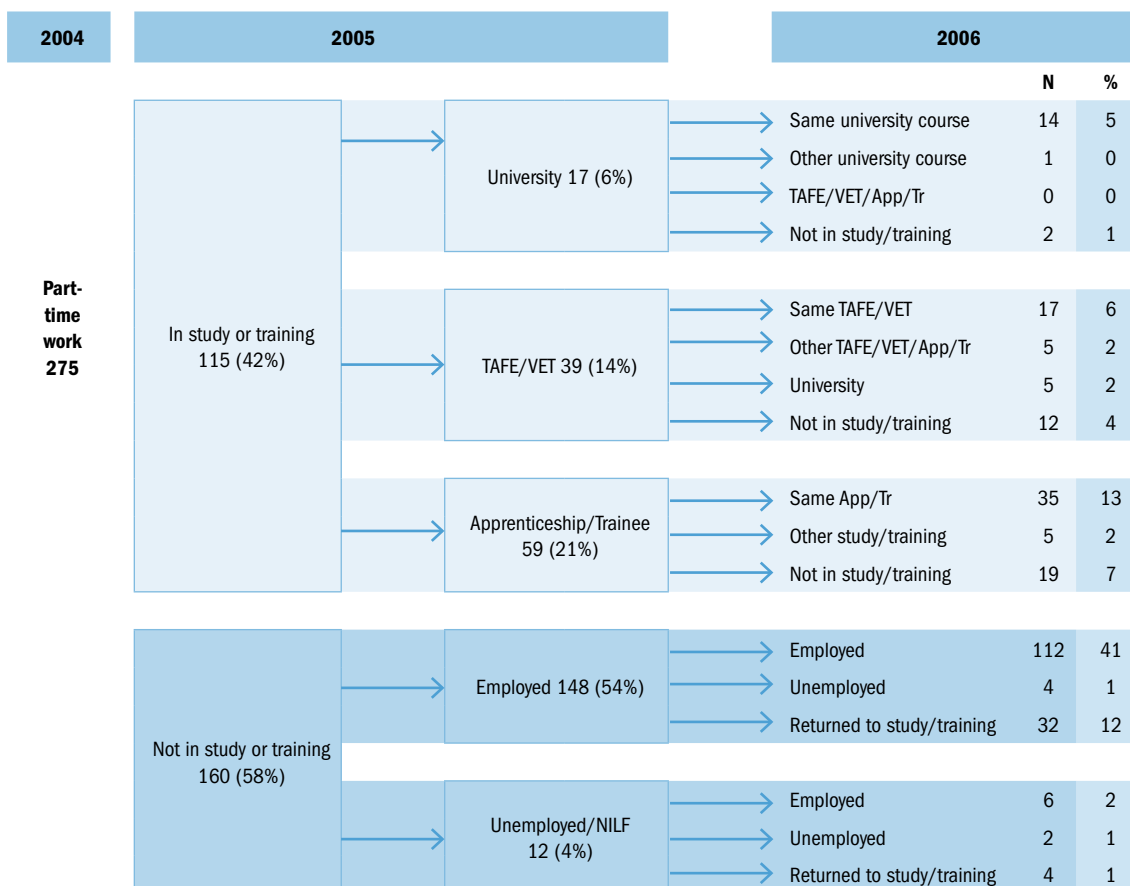 2004 2005 2006
N %
Part-
time
work
275
In study or training
115 (42%)
University 17 (6%)
Same university course 14 5
Other university course 1 0
TAFE/VET/App/Tr 0 0
Not in study/training 2 1
TAFE/VET 39 (14%)
Same TAFE/VET 17 6
Other TAFE/VET/App/Tr 5 2
University 5 2
Not in study/training 12 4
Apprenticeship/Trainee
59 (21%)
Same App/Tr 35 13
Other study/training 5 2
Not in study/training 19 7
Not in study or training
160 (58%)
Employed 148 (54%)
Employed 112 41
Unemployed 4 1
Returned to study/training 32 12
Unemployed/NILF
12 (4%)
Employed 6 2
Unemployed 2 1
Returned to study/training 4 1